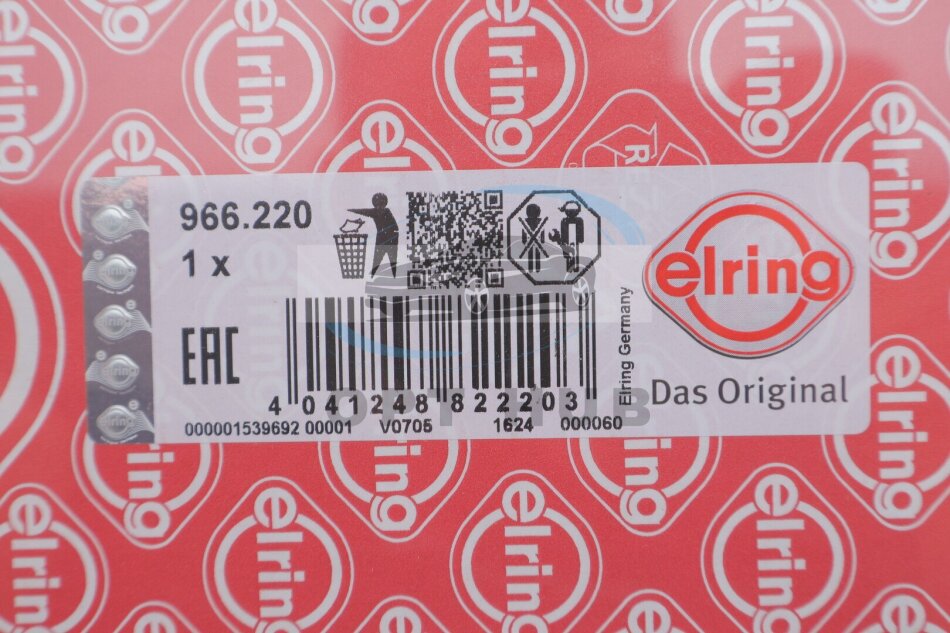 966.220
1 x
EAC
4 041248 822203
000001539692 00001 V0705 1624 000060
Elring Germany
elring
Das Original